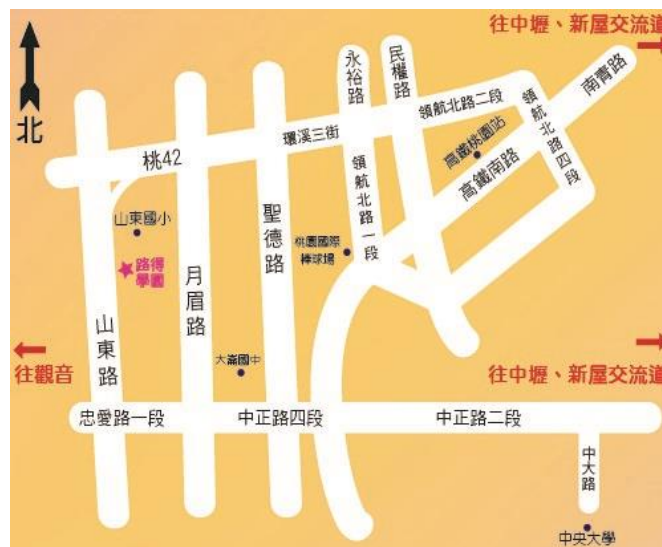 往中壢、新屋交流道
北
永裕路
民權路
南青路
領航北路二段
領航北路四段
環溪三街
桃42
高鐵桃園站
高鐵南路
領航北路一段
山東國小
聖德路
桃園國際
棒球場
路得
學園
月眉路
山東路
大崙國中
往觀音
往中壢、新屋交流道
忠愛路一段
中正路四段
中正路二段
中大路
中央大學